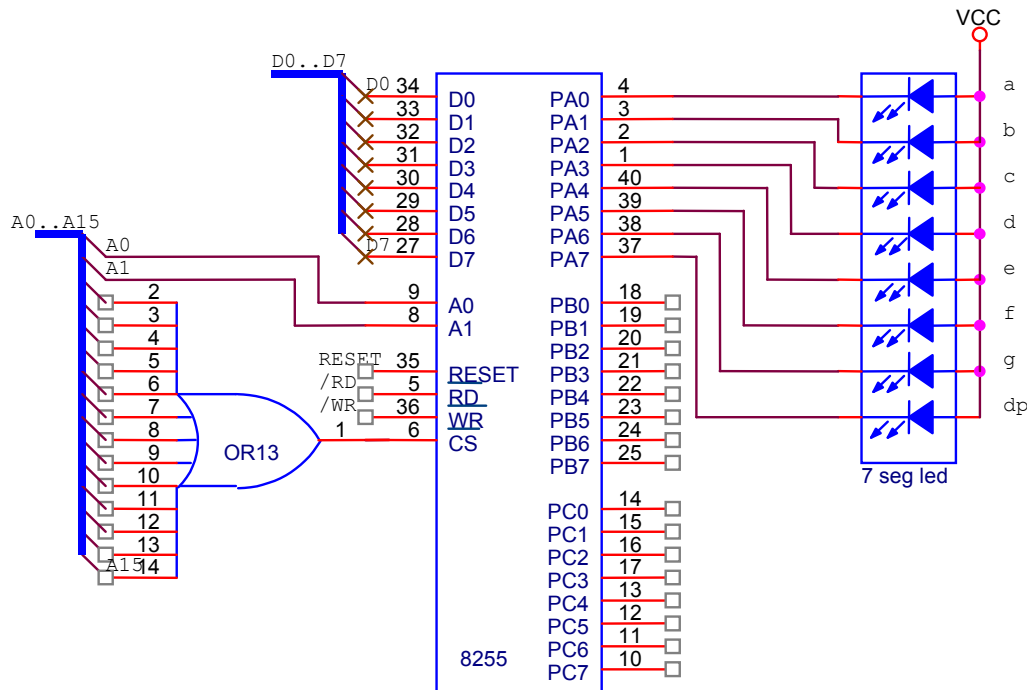 VCC
D0..D7
D0 34 D0 PA0 4 a
33 D1 PA1 3 b
32 D2 PA2 2
31 D3 PA3 1 c
30 D4 PA4 40
29 D5 PA5 39
A0..A15 28 D6 PA6 38 d
A0 D7 27 D7 PA7 37
A1 e
2 9 A0 PB0 18
3 8 A1 PB1 19 f
4 PB2 20
5 RESET 35 RESET PB3 21 g
6 /RD 5 RD PB4 22
7 /WR 36 WR PB5 23 dp
8 OR13 1 6 CS PB6 24
9 PB7 25
10 7 seg led
11 PC0 14
12 PC1 15
13 PC2 16
A15 14 PC3 17
PC4 13
PC5 12
PC6 11
8255 PC7 10